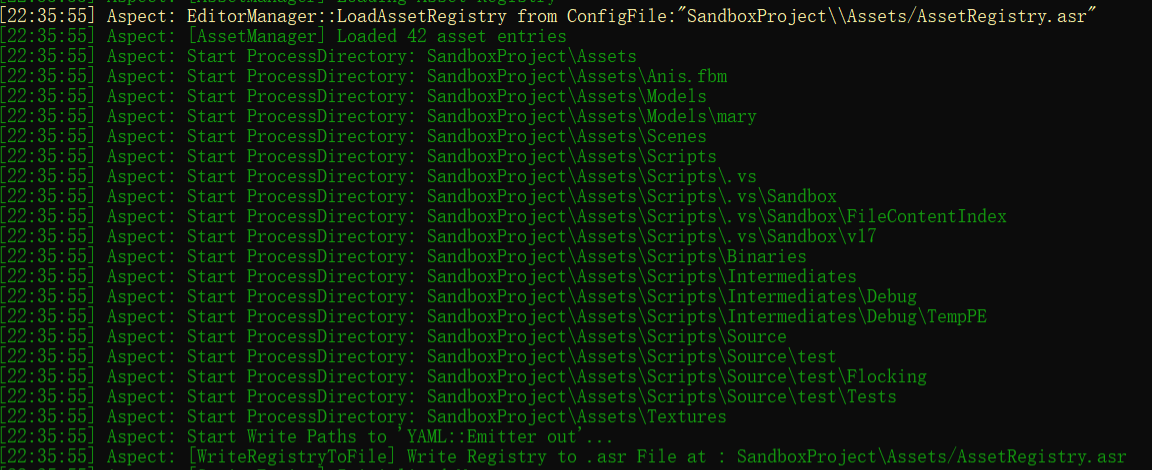 [22:35:55] Aspect: EditorManager::LoadAssetRegistry from ConfigFile:"SandboxProject\\Assets/AssetRegistry.asr"
[22:35:55] Aspect: [AssetManager] Loaded 42 asset entries
[22:35:55] Aspect: Start ProcessDirectory: SandboxProject\Assets
[22:35:55] Aspect: Start ProcessDirectory: SandboxProject\Assets\Anis.fbm
[22:35:55] Aspect: Start ProcessDirectory: SandboxProject\Assets\Models
[22:35:55] Aspect: Start ProcessDirectory: SandboxProject\Assets\Models\mary
[22:35:55] Aspect: Start ProcessDirectory: SandboxProject\Assets\Scenes
[22:35:55] Aspect: Start ProcessDirectory: SandboxProject\Assets\Scripts
[22:35:55] Aspect: Start ProcessDirectory: SandboxProject\Assets\Scripts\.vs
[22:35:55] Aspect: Start ProcessDirectory: SandboxProject\Assets\Scripts\.vs\Sandbox
[22:35:55] Aspect: Start ProcessDirectory: SandboxProject\Assets\Scripts\.vs\Sandbox\FileContentIndex
[22:35:55] Aspect: Start ProcessDirectory: SandboxProject\Assets\Scripts\.vs\Sandbox\v17
[22:35:55] Aspect: Start ProcessDirectory: SandboxProject\Assets\Scripts\Binaries
[22:35:55] Aspect: Start ProcessDirectory: SandboxProject\Assets\Scripts\Intermediates
[22:35:55] Aspect: Start ProcessDirectory: SandboxProject\Assets\Scripts\Intermediates\Debug
[22:35:55] Aspect: Start ProcessDirectory: SandboxProject\Assets\Scripts\Intermediates\Debug\TempPE
[22:35:55] Aspect: Start ProcessDirectory: SandboxProject\Assets\Scripts\Source
[22:35:55] Aspect: Start ProcessDirectory: SandboxProject\Assets\Scripts\Source\test
[22:35:55] Aspect: Start ProcessDirectory: SandboxProject\Assets\Scripts\Source\test\Flocking
[22:35:55] Aspect: Start ProcessDirectory: SandboxProject\Assets\Scripts\Source\test\Tests
[22:35:55] Aspect: Start ProcessDirectory: SandboxProject\Assets\Textures
[22:35:55] Aspect: Start Write Paths to 'YAML::Emitter out'...
[22:35:55] Aspect: [WriteRegistryToFile] Write Registry to .asr File at : SandboxProject\Assets/AssetRegistry.asr